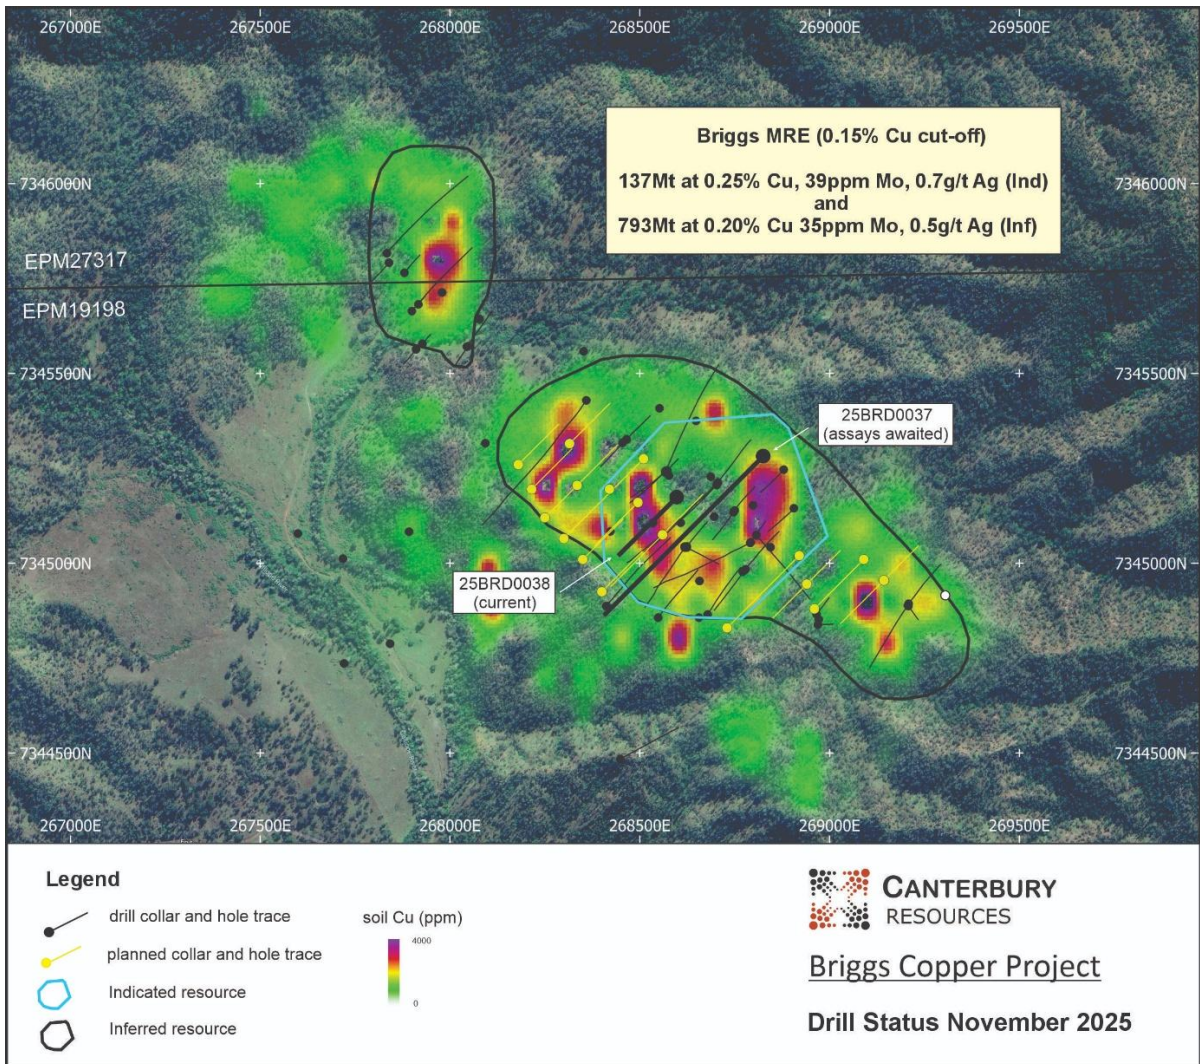 267000E 267500E 268000E 268500E 269000E 269500E
Briggs MRE (0.15% Cu cut-off)
137Mt at 0.25% Cu, 39ppm Mo, 0.7g/t Ag (Ind)
and
793Mt at 0.20% Cu 35ppm Mo, 0.5g/t Ag (Inf)
7346000N 7346000N
EPM27317
EPM19198
7345500N 7345500N
25BRD0037
(assays awaited)
7345000N 7345000N
25BRD0038
(current)
7344500N 7344500N
267000E 267500E 268000E 268500E 269000E 269500E
Legend
drill collar and hole trace
planned collar and hole trace
Indicated resource
Inferred resource
soil Cu (ppm)
4000
0
CANTERBURY
RESOURCES
Briggs Copper Project
Drill Status November 2025